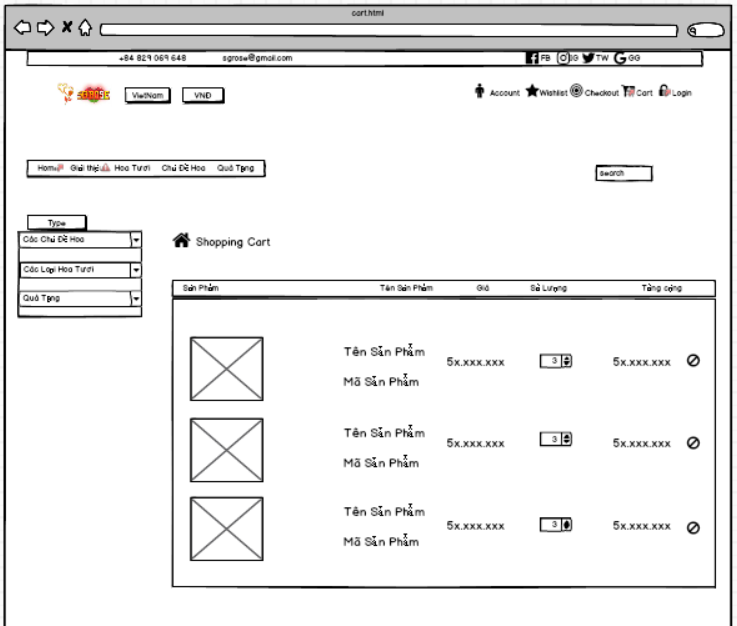 cart.html
+84 829 069 648 sgrose@gmail.com FB IG TW GG
SGROSE VietNam VND Account Wishlist Checkout Cart Login
Home Giới thiệu Hoa Tươi Chủ Đề Hoa Quà Tặng
search
Type
Các Chủ Đề Hoa
Shopping Cart
Các Loại Hoa Tươi
Quà Tặng
Sản Phẩm Tên Sản Phẩm Giá Số Lượng Tổng cộng
Tên Sản Phẩm
5x.xxx.xxx 3 5x.xxx.xxx
Mã Sản Phẩm
Tên Sản Phẩm
5x.xxx.xxx 3 5x.xxx.xxx
Mã Sản Phẩm
Tên Sản Phẩm
5x.xxx.xxx 3 5x.xxx.xxx
Mã Sản Phẩm